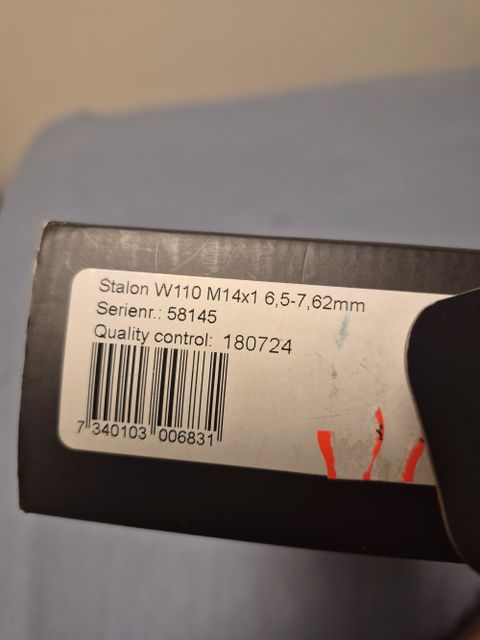 Stalon W110 M14x1 6,5-7,62mm
Serienr.: 58145
Quality control: 180724
7 340103 006831